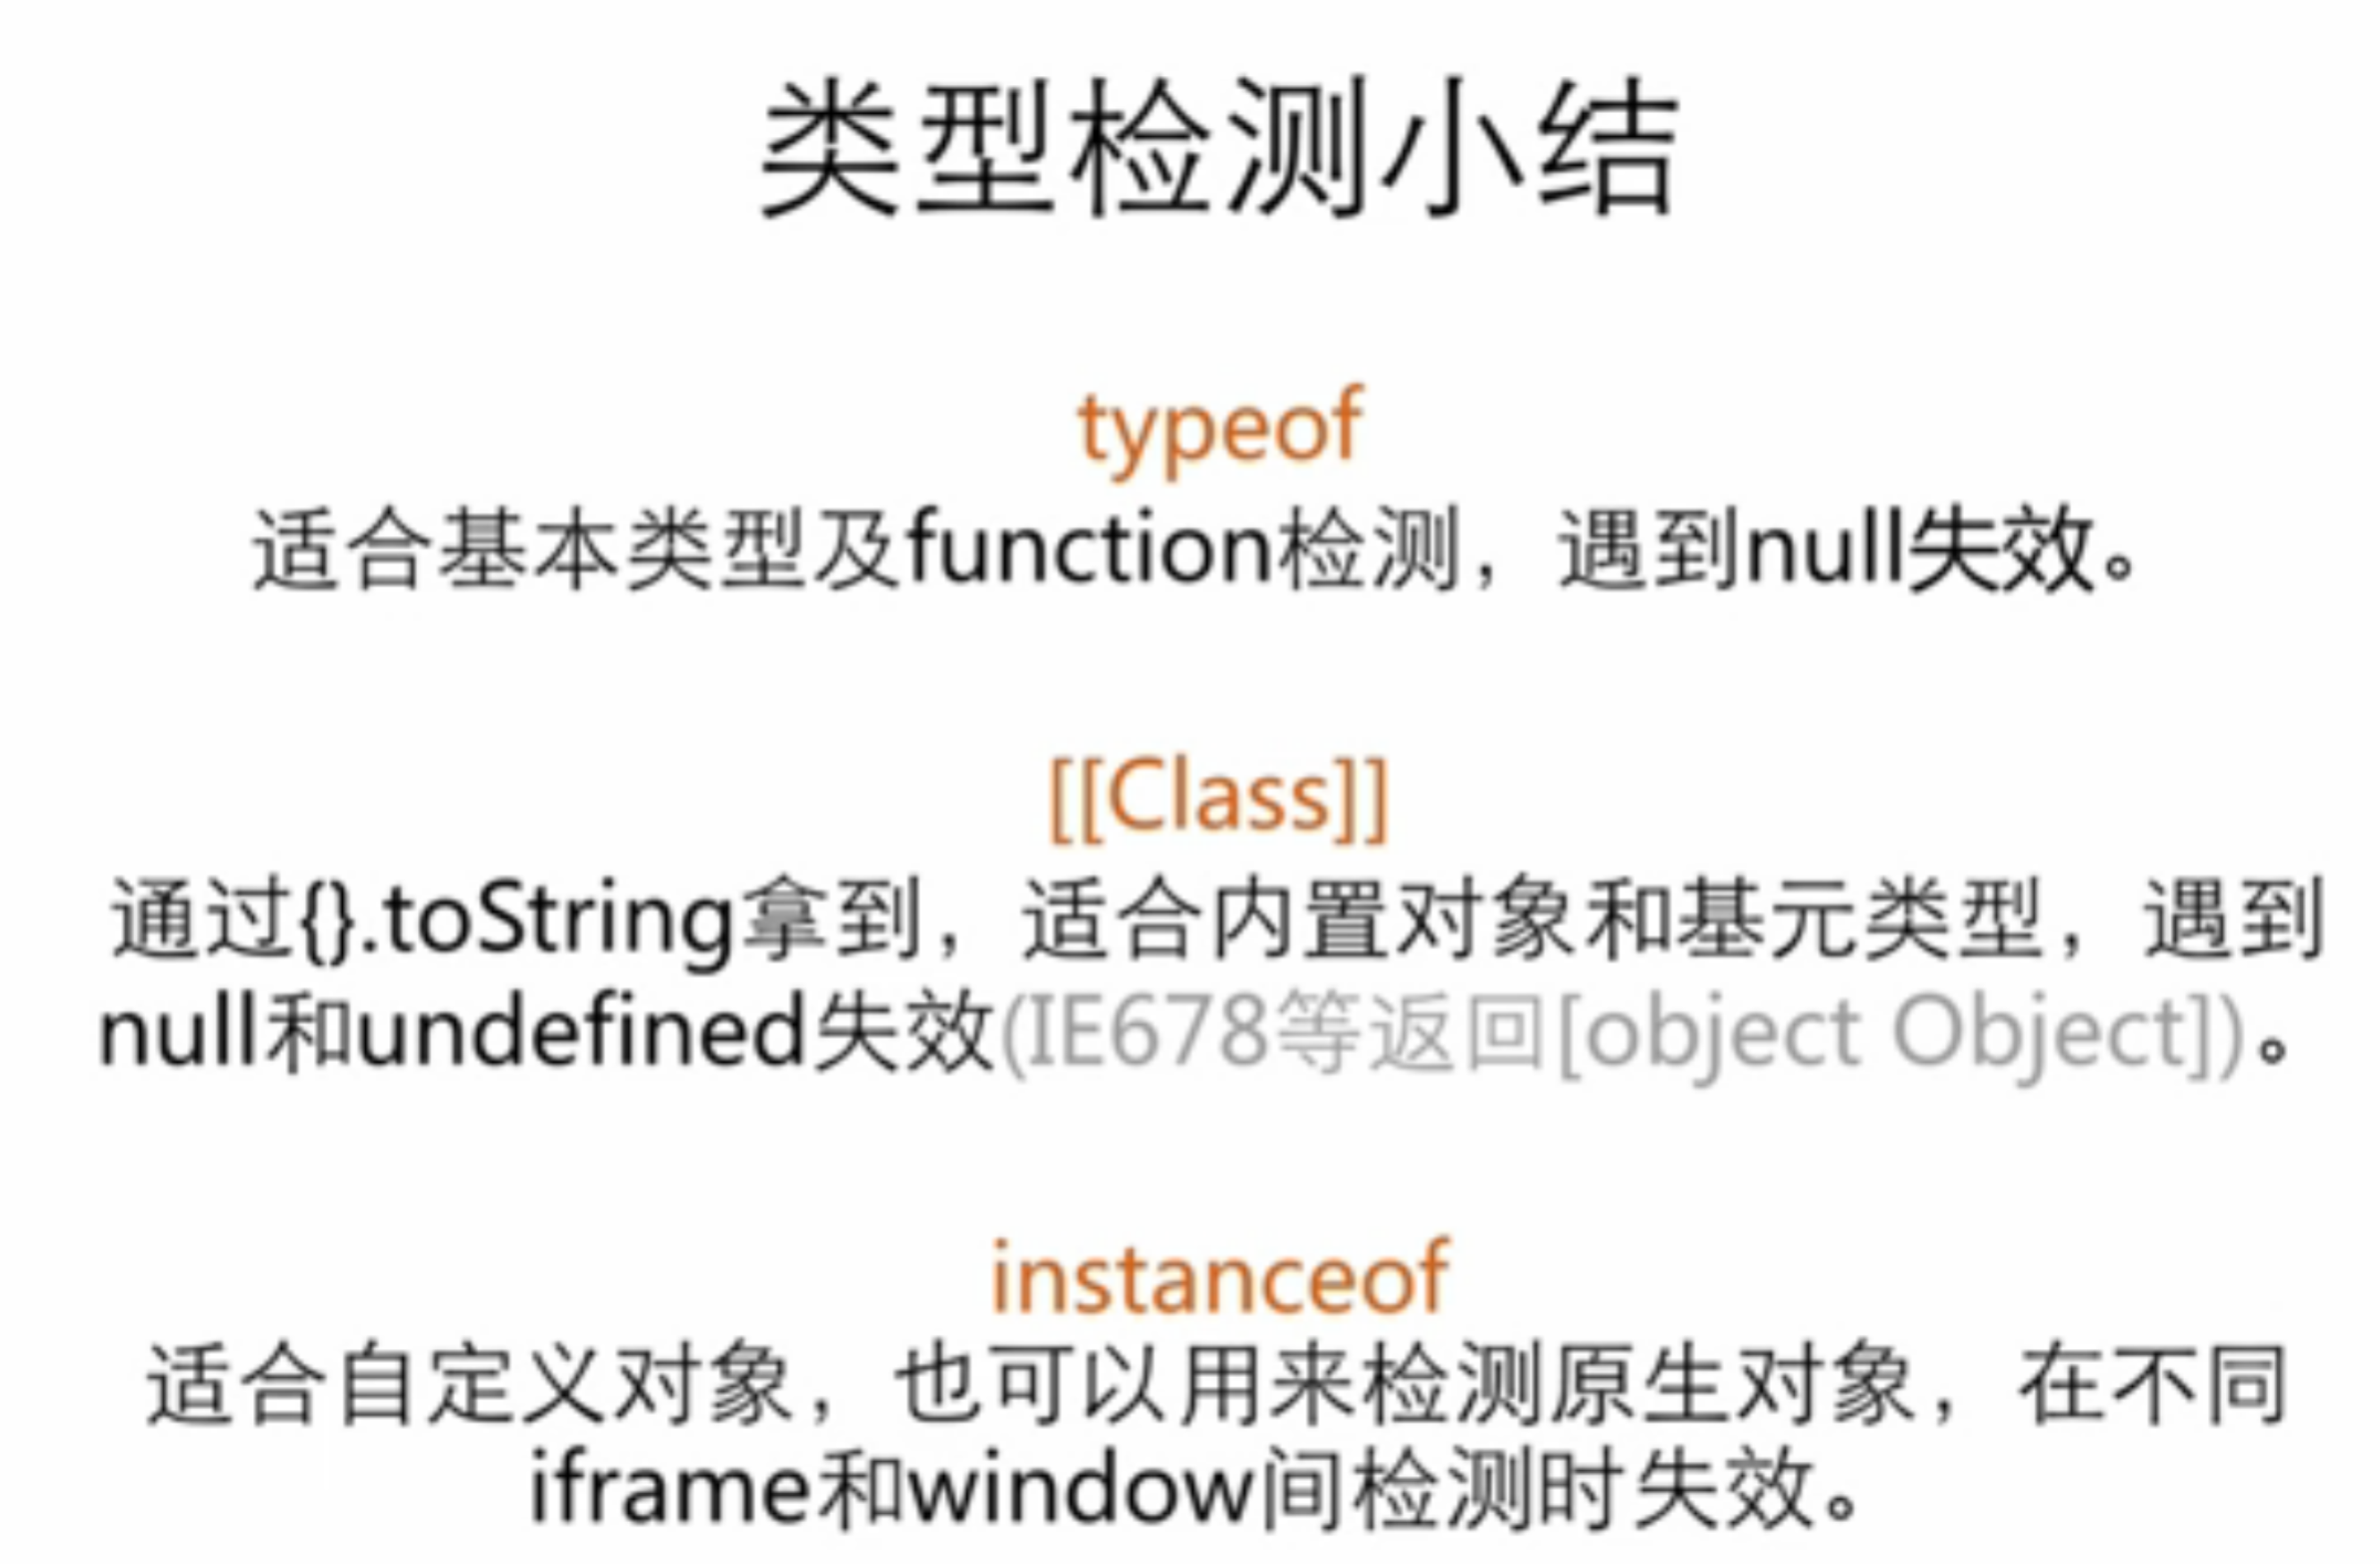 类型检测小结
typeof
适合基本类型及function检测，遇到null失效。
[[Class]]
通过{}.toString拿到，适合内置对象和基元类型，遇到
null和undefined失效(IE678等返回[object Object])。
instanceof
适合自定义对象，也可以用来检测原生对象，在不同
iframe和window间检测时失效。